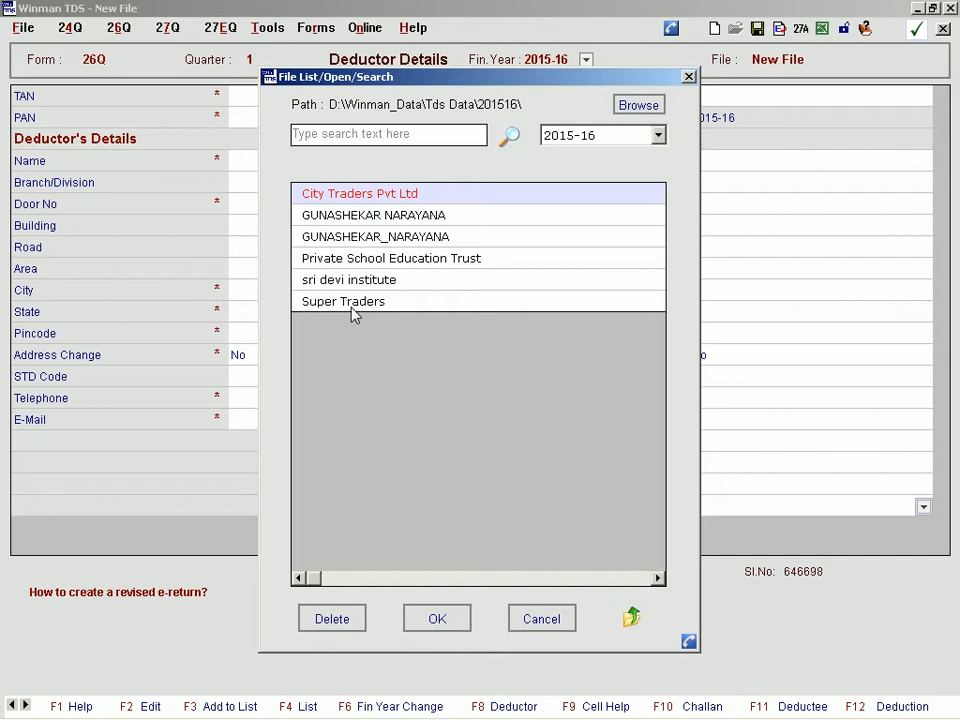 Winman TDS - New File
File 24Q 26Q 27Q 27EQ Tools Forms Online Help 27A
Form : 26Q Quarter : 1 Deductor Details Fin.Year : 2015-16 File : New File
File List/Open/Search
TAN *
PAN * 015-16
Deductor's Details
Name *
Branch/Division
Door No *
Building
Road
Area
City *
State *
Pincode *
Address Change * No o
STD Code
Telephone *
E-Mail *
Path : D:\Winman_Data\Tds Data\201516\ Browse
Type search text here 2015-16
City Traders Pvt Ltd
GUNASHEKAR NARAYANA
GUNASHEKAR_NARAYANA
Private School Education Trust
sri devi institute
Super Traders
Delete OK Cancel
How to create a revised e-return?
Sl.No: 646698
F1 Help F2 Edit F3 Add to List F4 List F6 Fin Year Change F8 Deductor F9 Cell Help F10 Challan F11 Deductee F12 Deduction